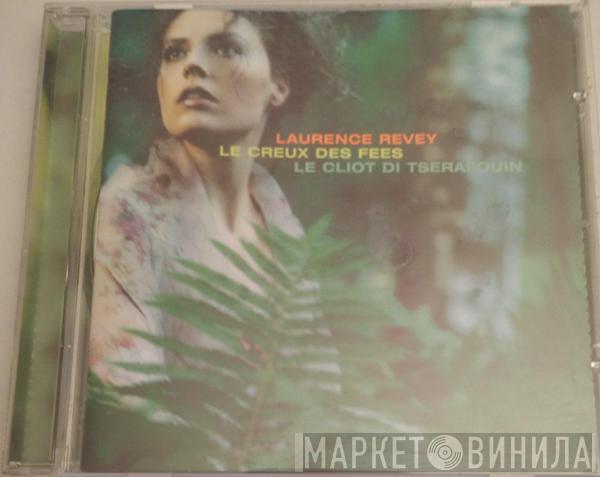 LAURENCE REVEY
LE CREUX DES FEES
LE CLIOT DI TSERAFOUIN
МАРКЕТ ВИНИЛА